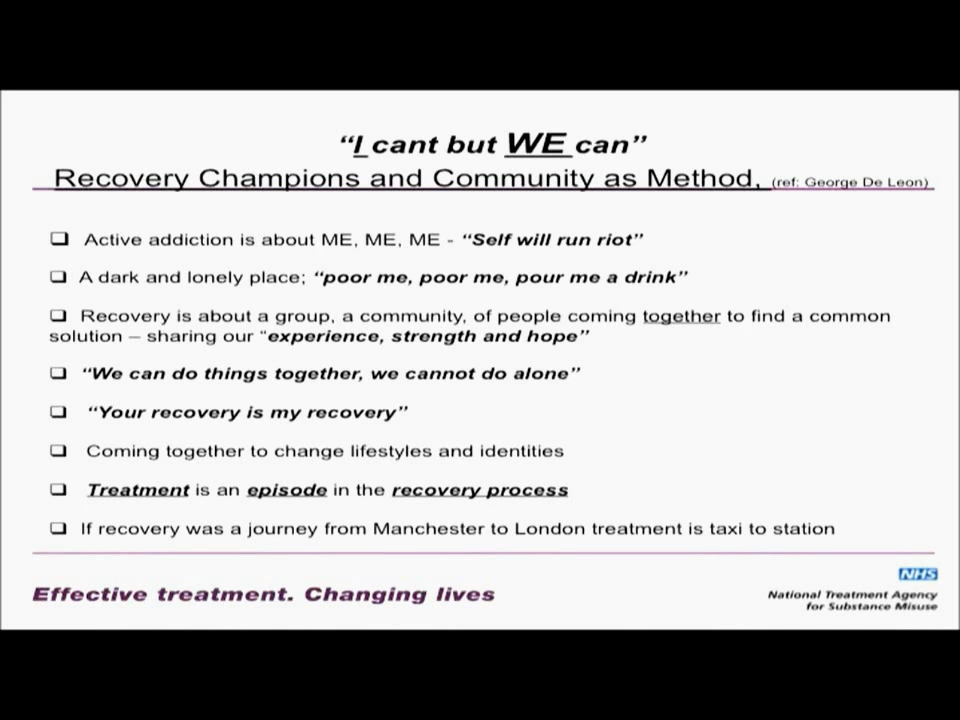 “I cant but WE can”
Recovery Champions and Community as Method, (ref: George De Leon)
❑ Active addiction is about ME, ME, ME - “Self will run riot”
❑ A dark and lonely place; “poor me, poor me, pour me a drink”
❑ Recovery is about a group, a community, of people coming together to find a common
solution – sharing our “experience, strength and hope”
❑ “We can do things together, we cannot do alone”
❑ “Your recovery is my recovery”
❑ Coming together to change lifestyles and identities
❑ Treatment is an episode in the recovery process
❑ If recovery was a journey from Manchester to London treatment is taxi to station
Effective treatment. Changing lives
NHS
National Treatment Agency
for Substance Misuse